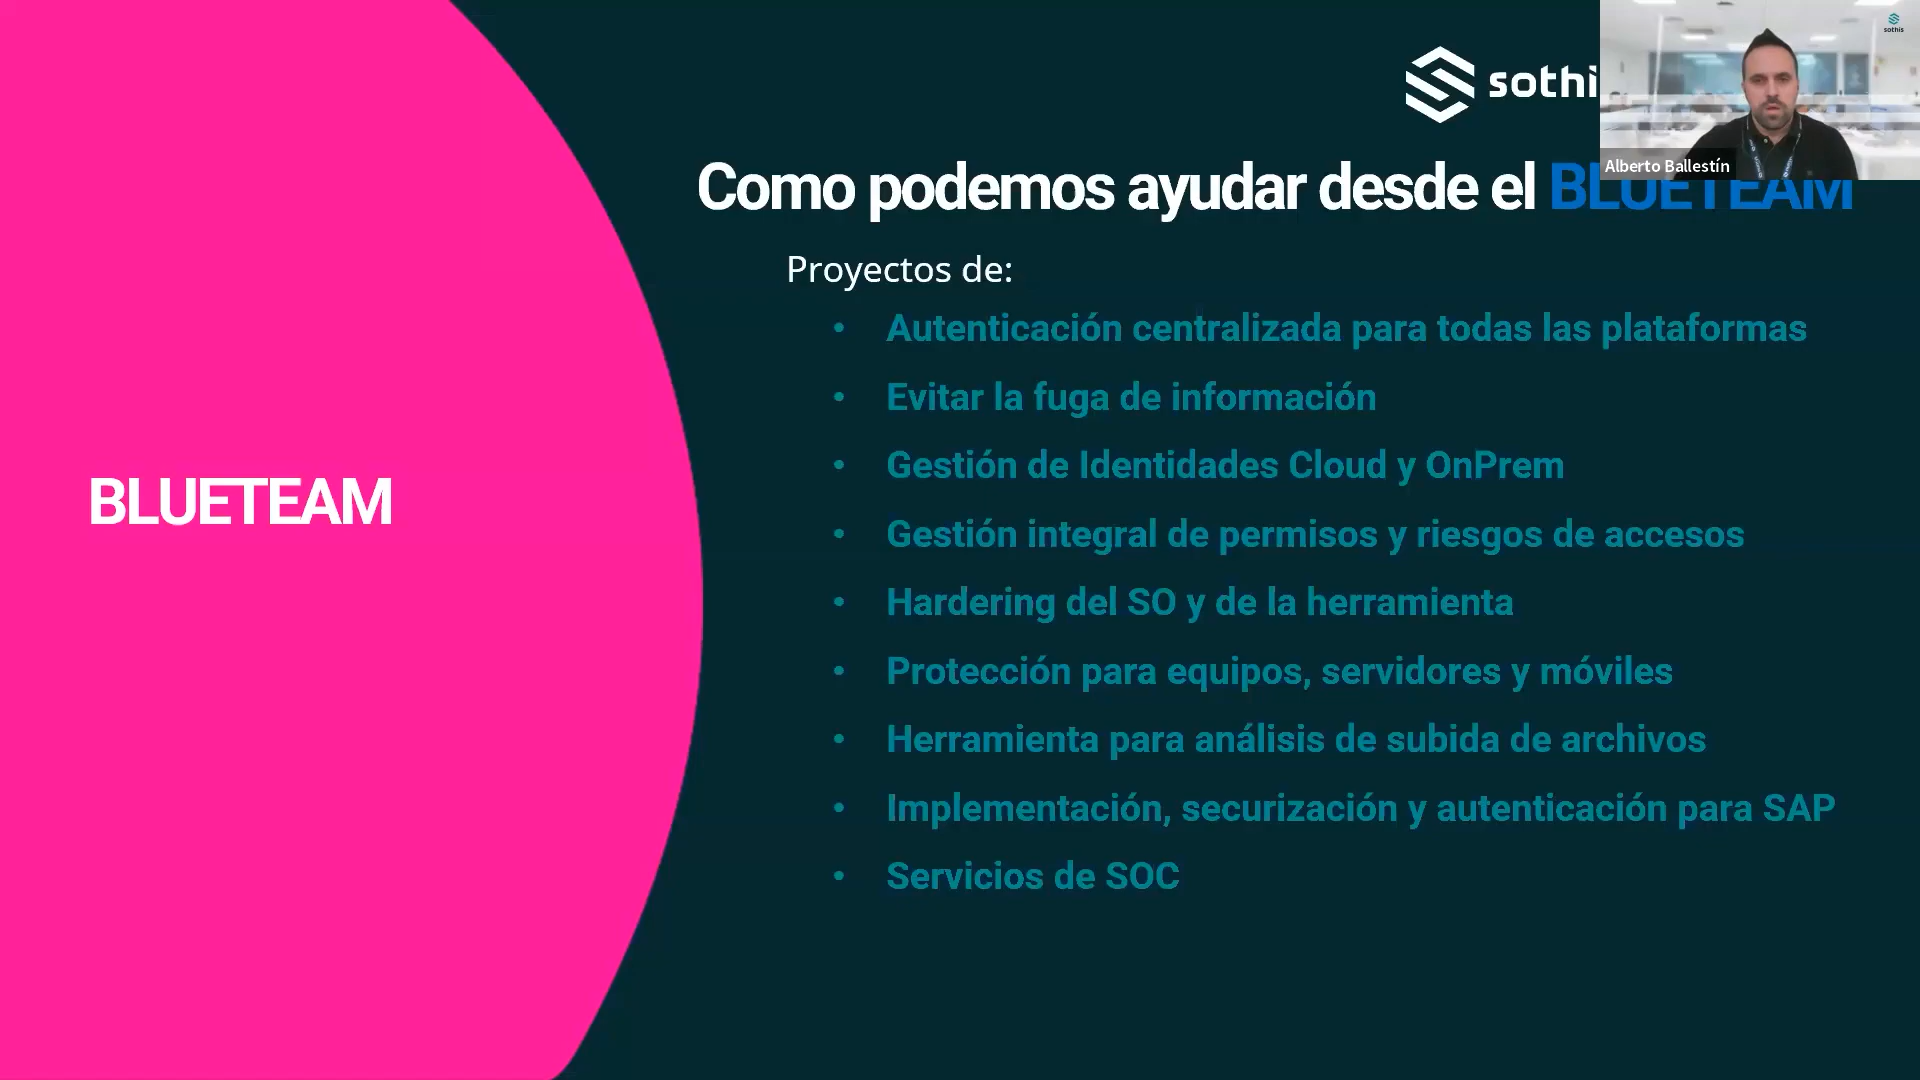 sothis
sothi
Alberto Ballestín
Como podemos ayudar desde el BLUETEAM
Proyectos de:
• Autenticación centralizada para todas las plataformas
• Evitar la fuga de información
• Gestión de Identidades Cloud y OnPrem
• Gestión integral de permisos y riesgos de accesos
• Hardering del SO y de la herramienta
• Protección para equipos, servidores y móviles
• Herramienta para análisis de subida de archivos
• Implementación, securización y autenticación para SAP
• Servicios de SOC
BLUETEAM